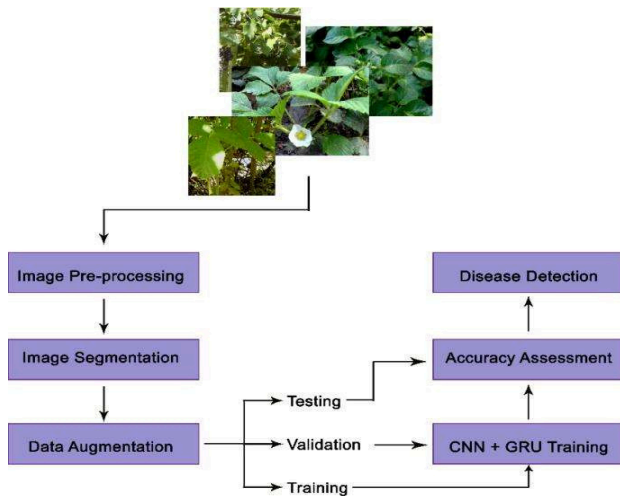 Image Pre-processing
Disease Detection
Image Segmentation
Accuracy Assessment
Testing
Data Augmentation
Validation
CNN + GRU Training
Training